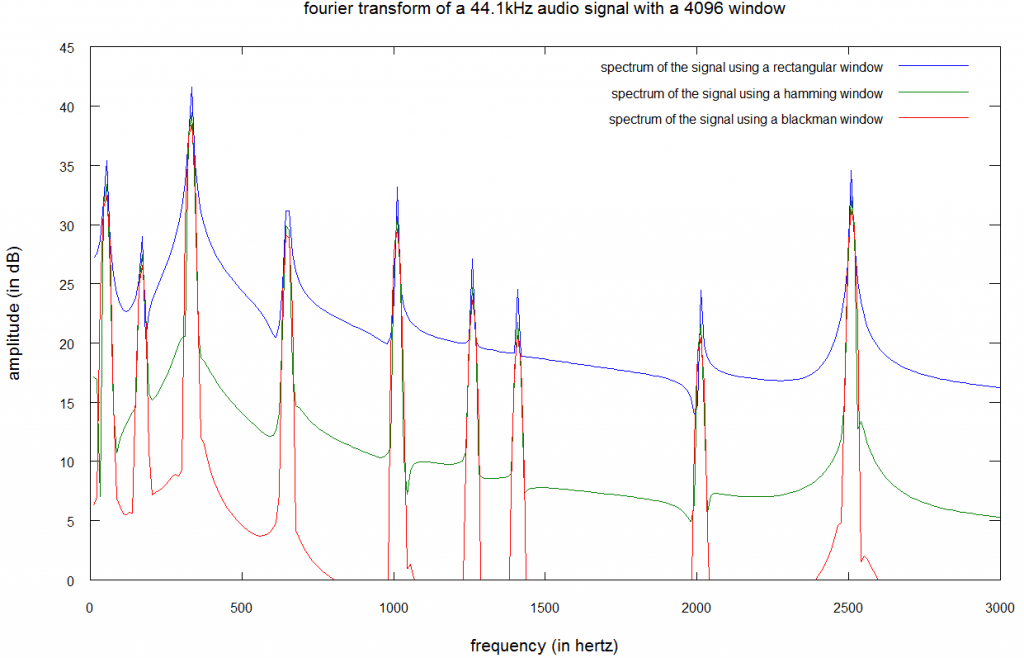 fourier transform of a 44.1kHz audio signal with a 4096 window
spectrum of the signal using a rectangular window
spectrum of the signal using a hamming window
spectrum of the signal using a blackman window
amplitude (in dB)
45
40
35
30
25
20
15
10
5
0
0 500 1000 1500 2000 2500 3000
frequency (in hertz)